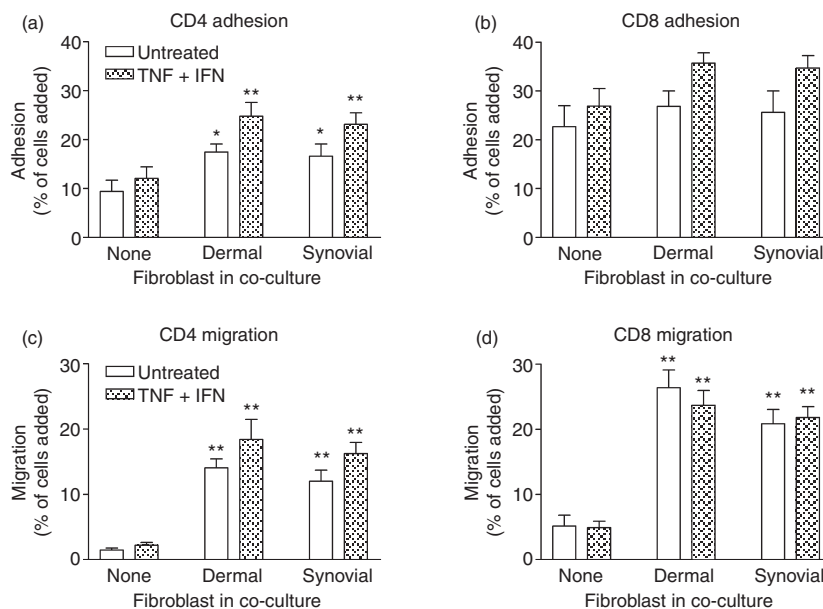 (a)
CD4 adhesion
Adhesion
(% of cells added)
40
30
20
10
0
Untreated
TNF + IFN
*
**
*
**
None Dermal Synovial
Fibroblast in co-culture
(b)
CD8 adhesion
Adhesion
(% of cells added)
40
30
20
10
0
None Dermal Synovial
Fibroblast in co-culture
(c)
CD4 migration
Migration
(% of cells added)
30
20
10
0
Untreated
TNF + IFN
**
**
**
**
None Dermal Synovial
Fibroblast in co-culture
(d)
CD8 migration
Migration
(% of cells added)
30
20
10
0
**
**
**
**
None Dermal Synovial
Fibroblast in co-culture